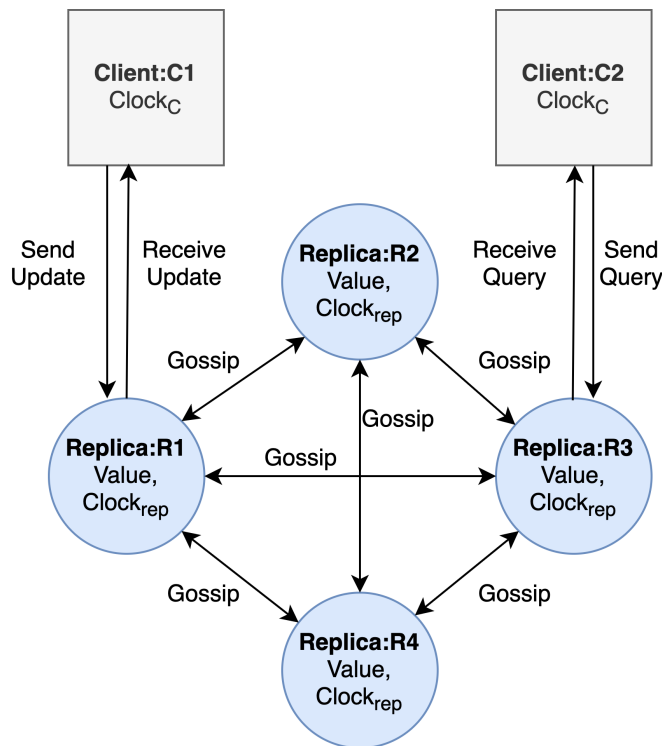 Client:C1
ClockC
Client:C2
ClockC
Send
Update
Receive
Update
Replica:R2
Value,
Clockrep
Receive
Query
Send
Query
Gossip
Gossip
Gossip
Replica:R1
Value,
Clockrep
Gossip
Replica:R3
Value,
Clockrep
Gossip
Gossip
Replica:R4
Value,
Clockrep